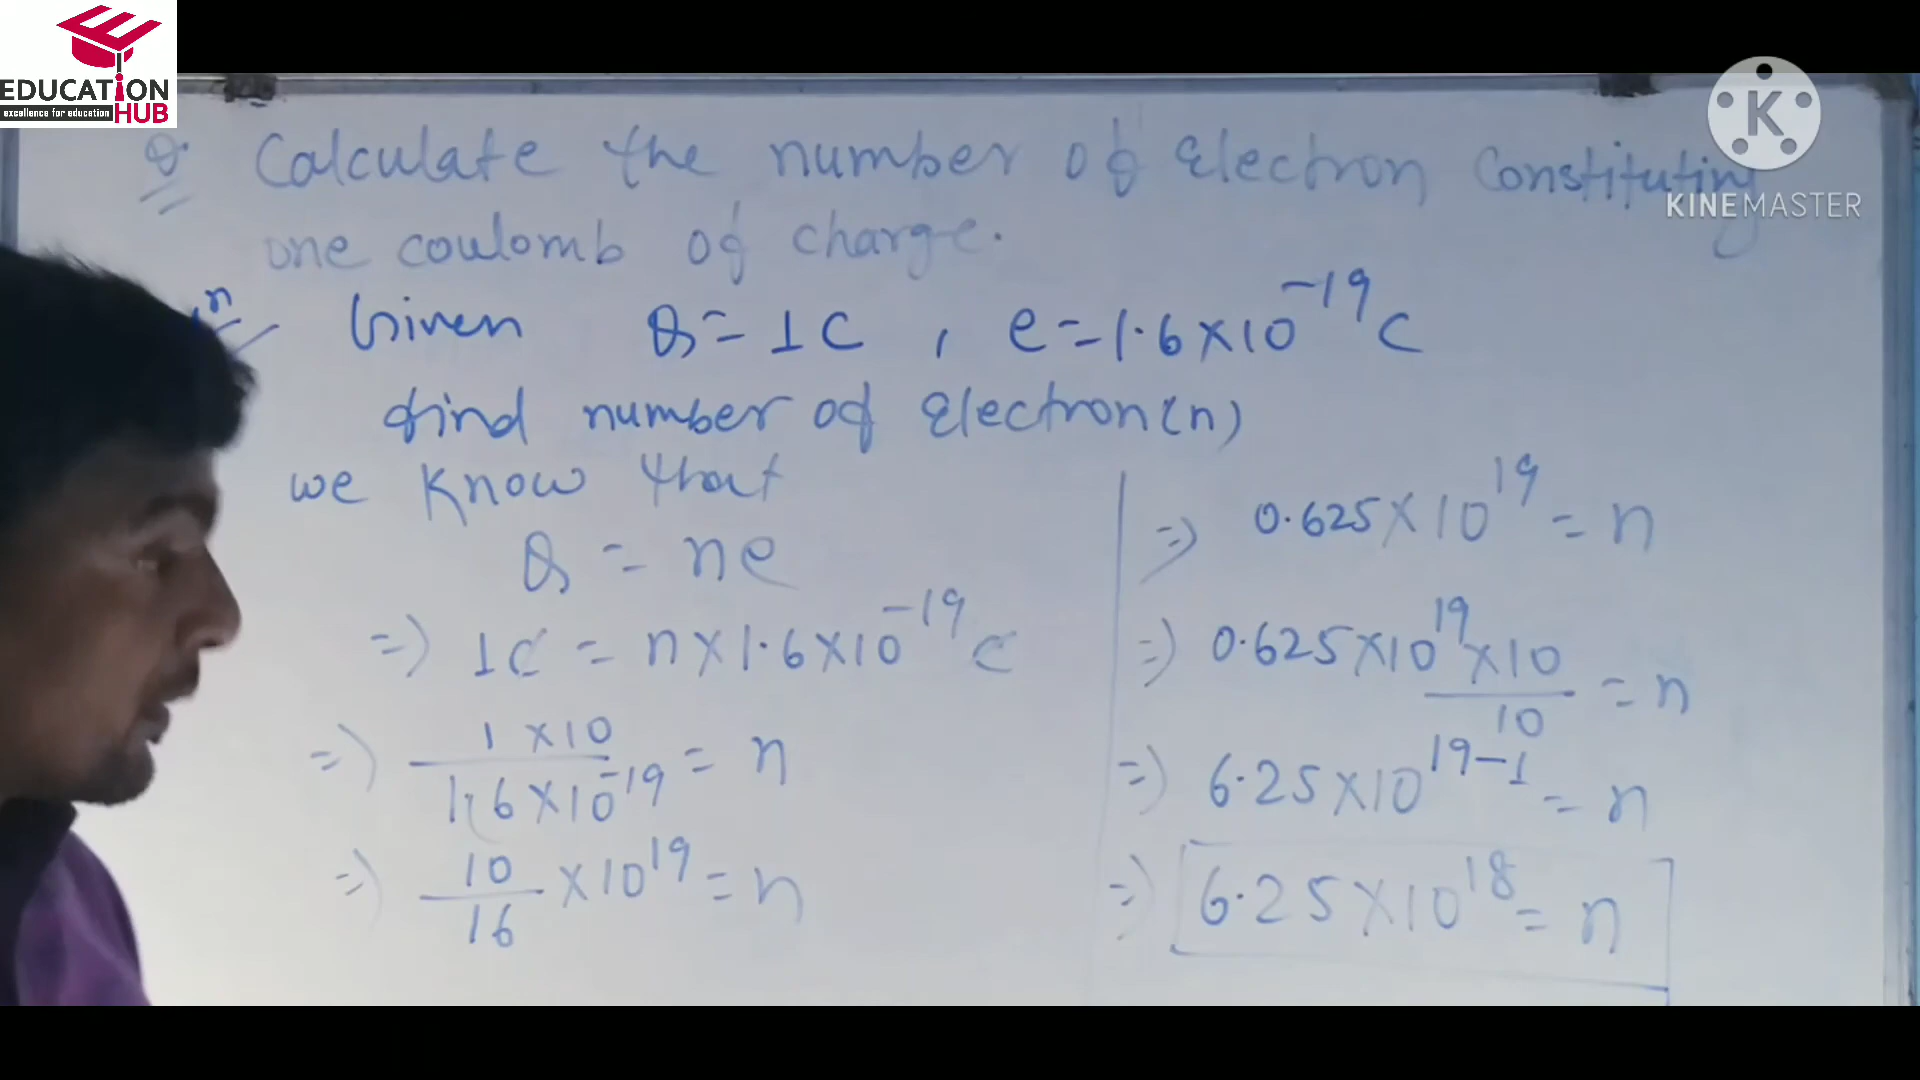 EDUCATION
HUB
excellence for education
K
KINEMASTER
Q. Calculate the number of Electron Constituting
one coulomb of charge.
n Given Q = 1C , e = 1.6 × 10^-19 C
find number of Electron (n)
we know that
Q = ne
=) 1C = n × 1.6 × 10^-19 C
=) 1 × 10 / 1.6 × 10^-19 = n
=) 10/16 × 10^19 = n
=) 0.625 × 10^19 = n
=) 0.625 × 10^19 × 10 / 10 = n
=) 6.25 × 10^19-1 = n
=) 6.25 × 10^18 = n